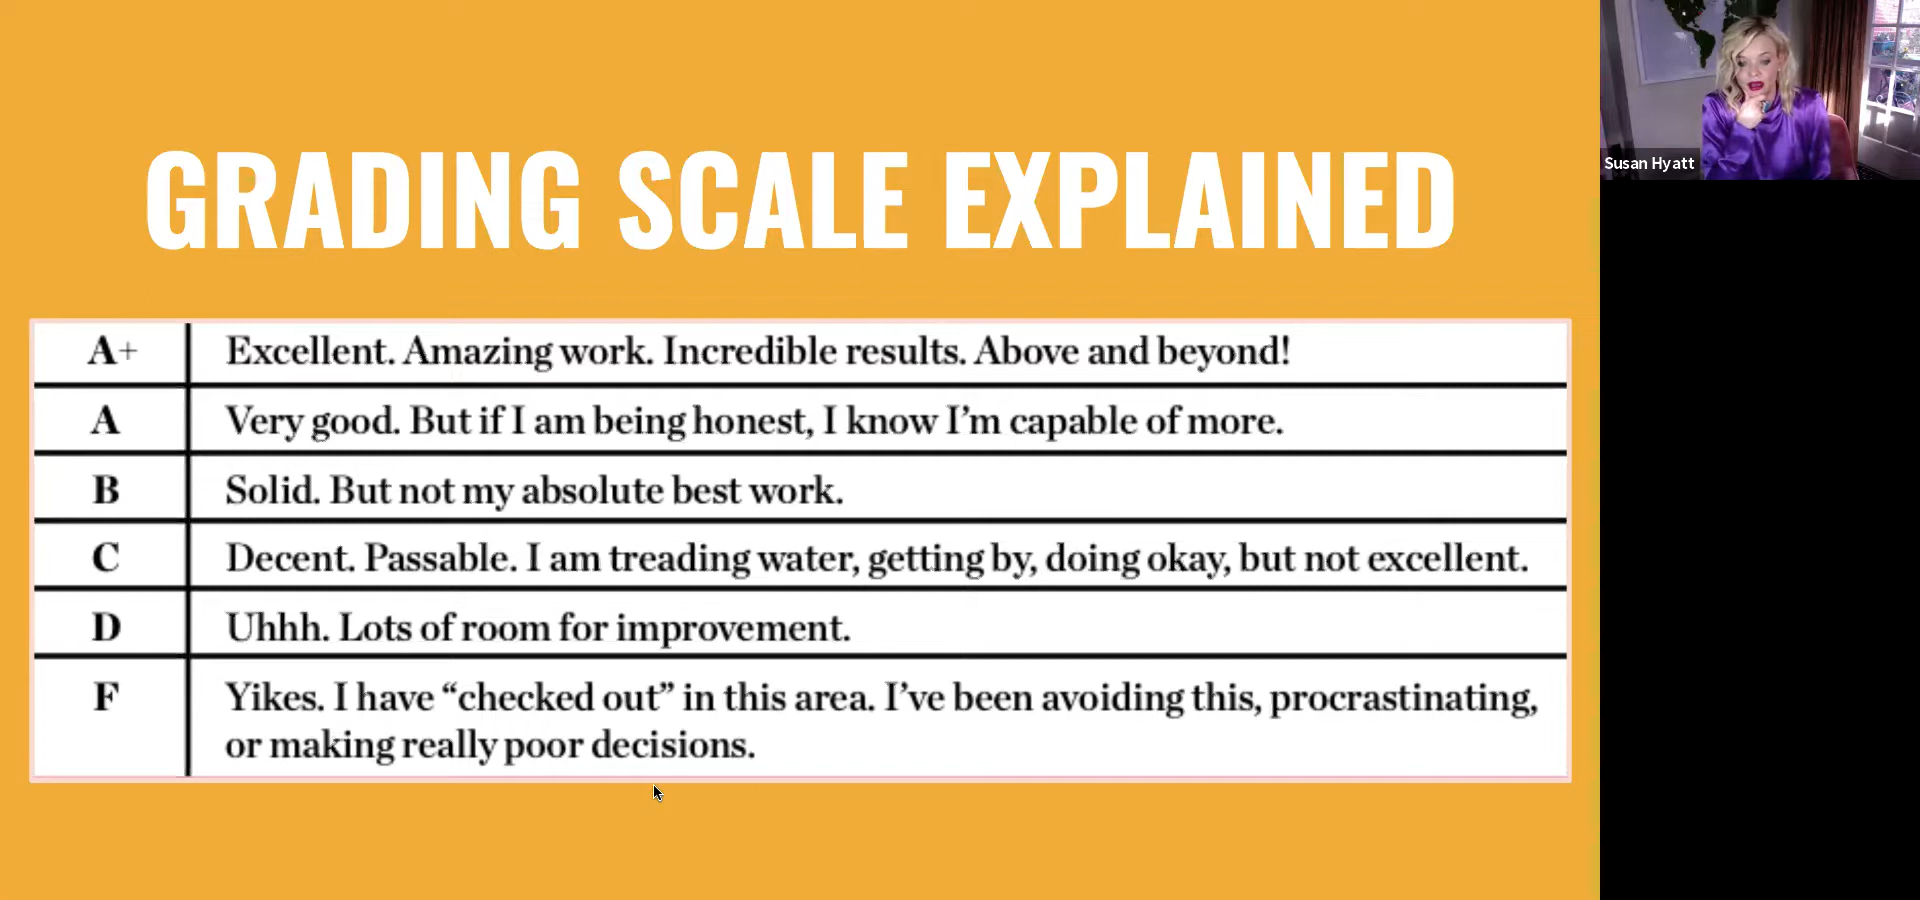 GRADING SCALE EXPLAINED
A+ Excellent. Amazing work. Incredible results. Above and beyond!
A Very good. But if I am being honest, I know I’m capable of more.
B Solid. But not my absolute best work.
C Decent. Passable. I am treading water, getting by, doing okay, but not excellent.
D Uhhh. Lots of room for improvement.
F Yikes. I have “checked out” in this area. I’ve been avoiding this, procrastinating,
or making really poor decisions.
Susan Hyatt